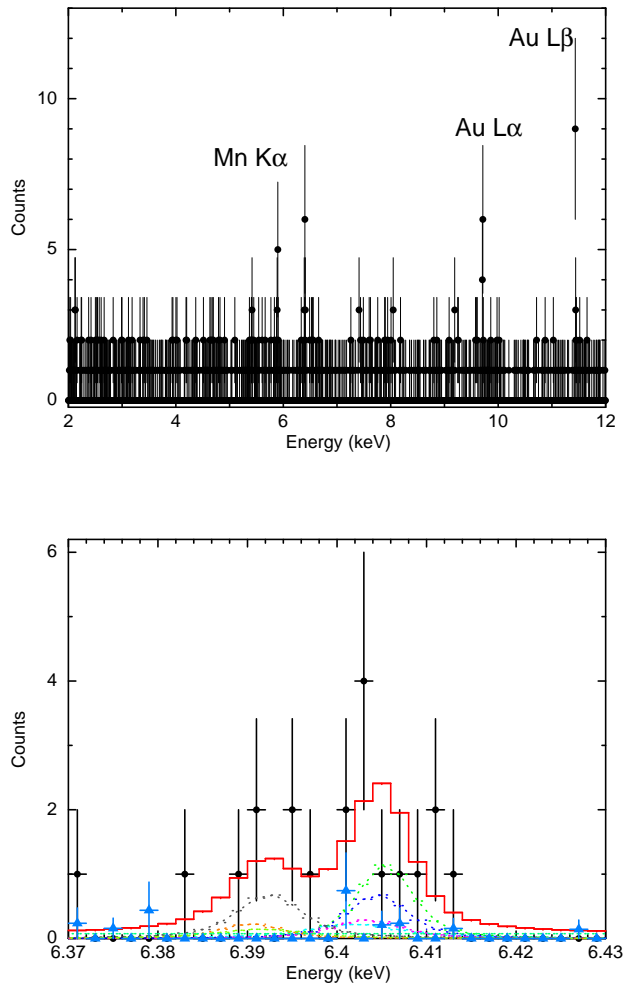 Au Lβ
Au Lα
Mn Kα
10
5
0
Counts
2 4 6 8 10 12
Energy (keV)
6
4
2
0
Counts
6.37 6.38 6.39 6.4 6.41 6.42 6.43
Energy (keV)